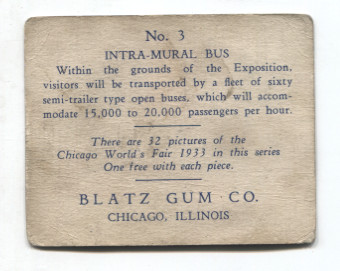 No. 3
INTRA-MURAL BUS
Within the grounds of the Exposition,
visitors will be transported by a fleet of sixty
semi-trailer type open buses, which will accom-
modate 15,000 to 20,000 passengers per hour.
There are 32 pictures of the
Chicago World's Fair 1933 in this series
One free with each piece.
BLATZ GUM CO.
CHICAGO, ILLINOIS